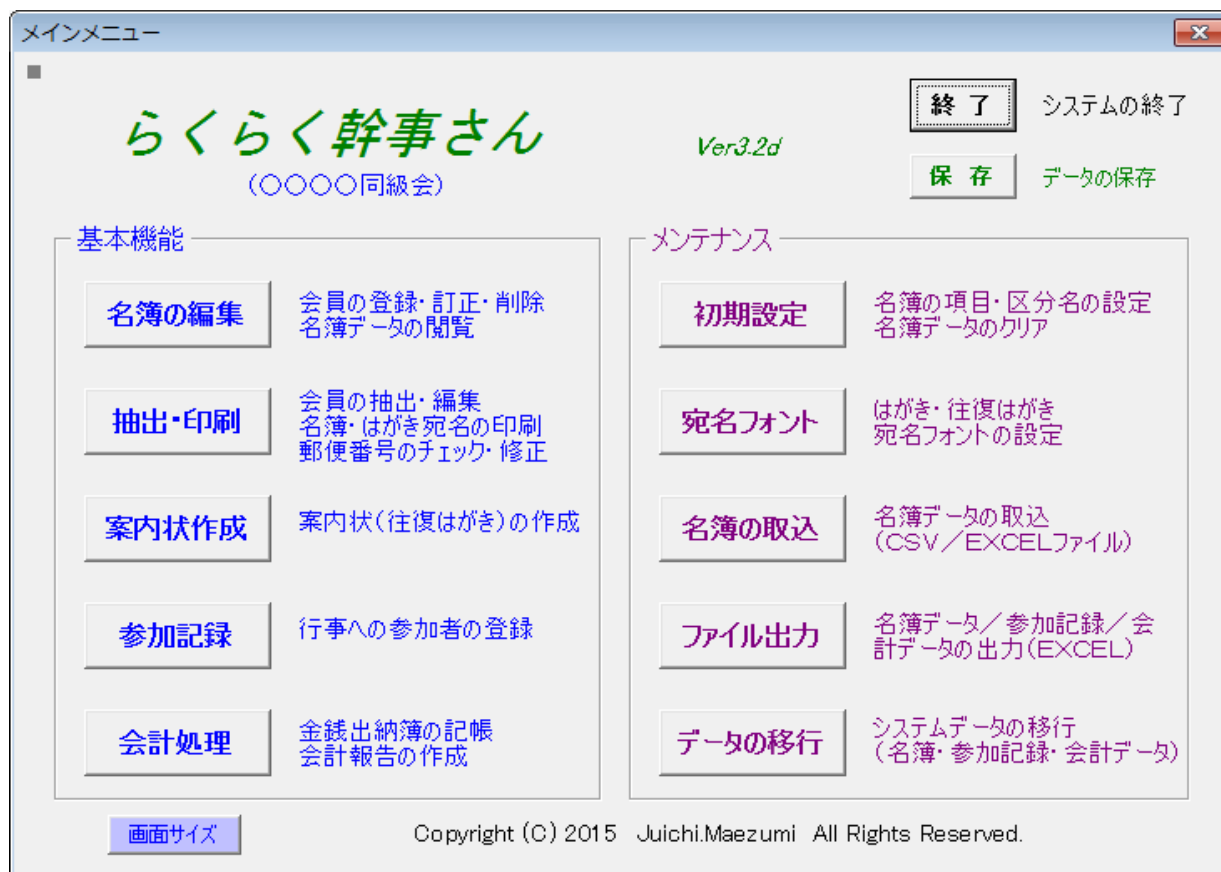 メインメニュー
らくらく幹事さん
Ver3.2d
(〇〇〇〇同級会)
終 了
システムの終了
保 存
データの保存
基本機能
名簿の編集
会員の登録・訂正・削除
名簿データの閲覧
抽出・印刷
会員の抽出・編集
名簿・はがき宛名の印刷
郵便番号のチェック・修正
案内状作成
案内状(往復はがき)の作成
参加記録
行事への参加者の登録
会計処理
金銭出納簿の記帳
会計報告の作成
メンテナンス
初期設定
名簿の項目・区分名の設定
名簿データのクリア
宛名フォント
はがき・往復はがき
宛名フォントの設定
名簿の取込
名簿データの取込
(CSV/EXCELファイル)
ファイル出力
名簿データ/参加記録/会
計データの出力(EXCEL)
データの移行
システムデータの移行
(名簿・参加記録・会計データ)
画面サイズ
Copyright (C) 2015 Juichi.Maezumi All Rights Reserved.